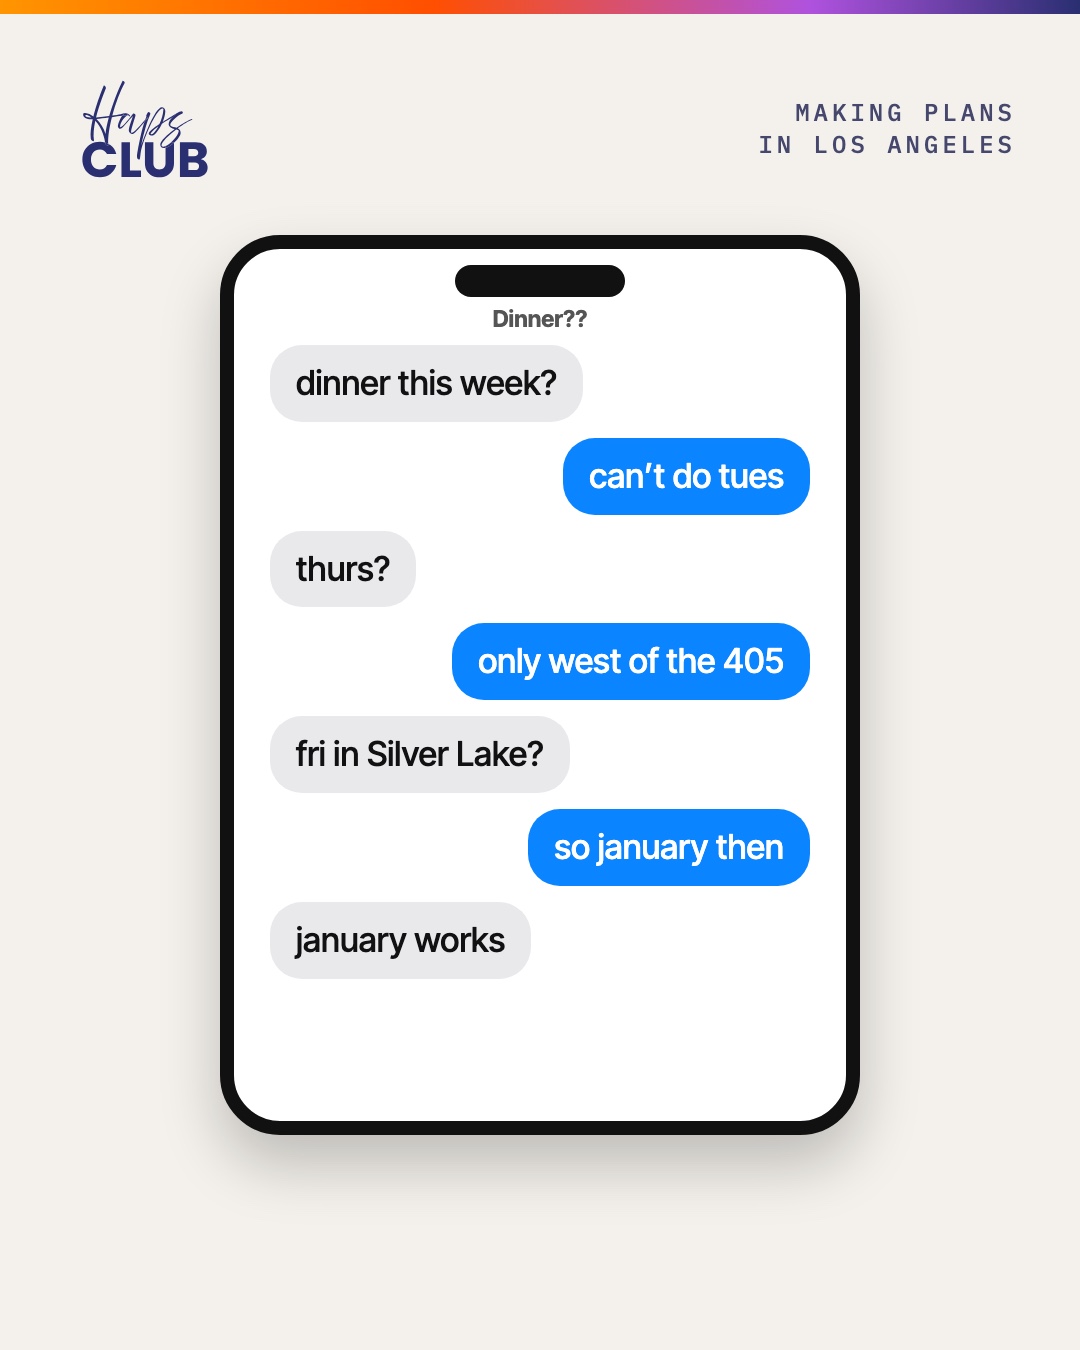 Haps
CLUB
MAKING PLANS
IN LOS ANGELES
Dinner??
dinner this week?
can’t do tues
thurs?
only west of the 405
fri in Silver Lake?
so january then
january works